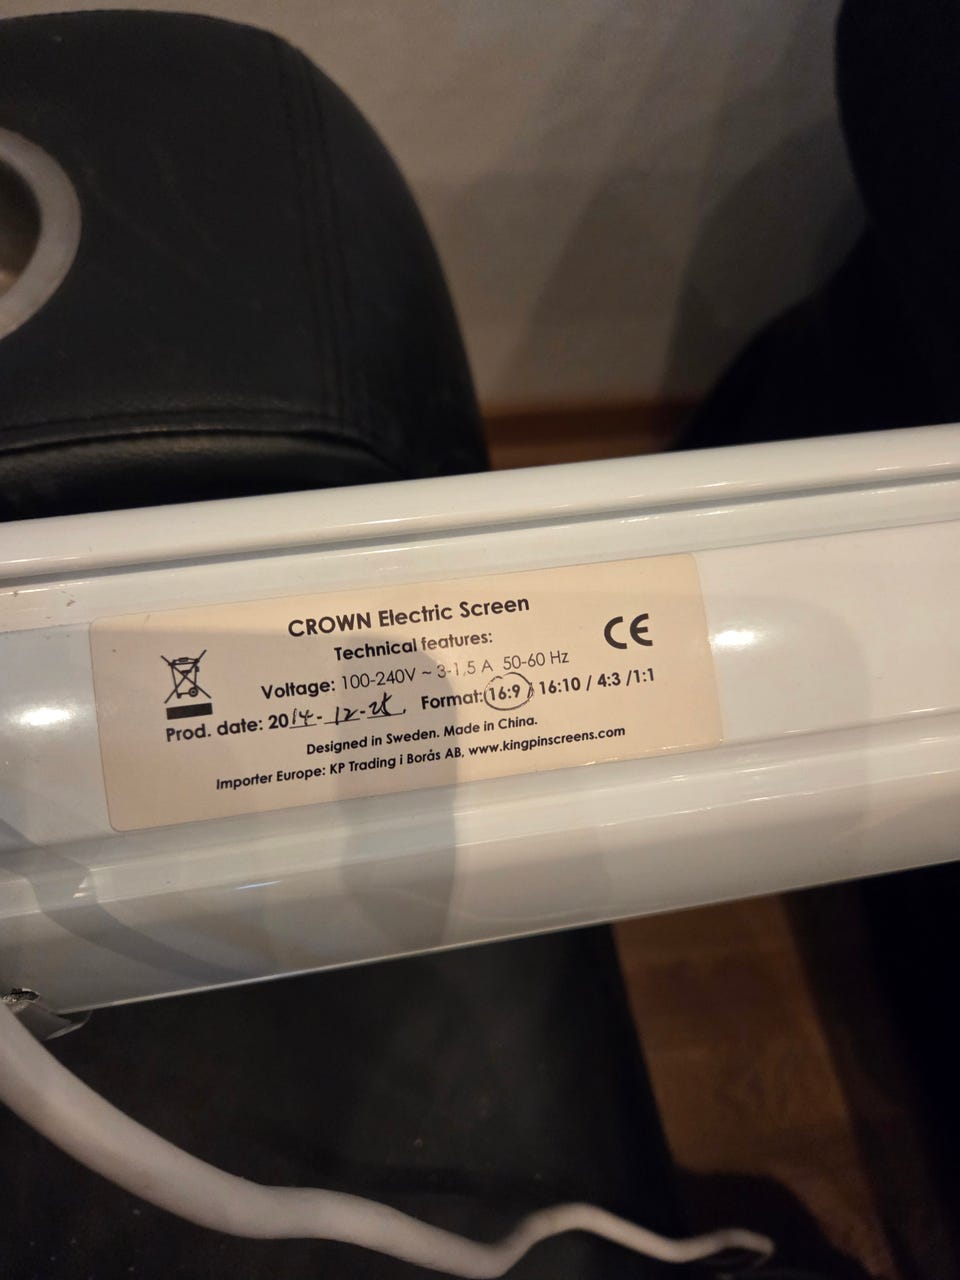 CROWN Electric Screen
Technical features:
CE
Voltage: 100-240V ~ 3-1,5 A 50-60 Hz
Prod. date: 2014-12-25. Format: 16:9 / 16:10 / 4:3 /1:1
Designed in Sweden. Made in China.
Importer Europe: KP Trading i Borås AB, www.kingpinscreens.com